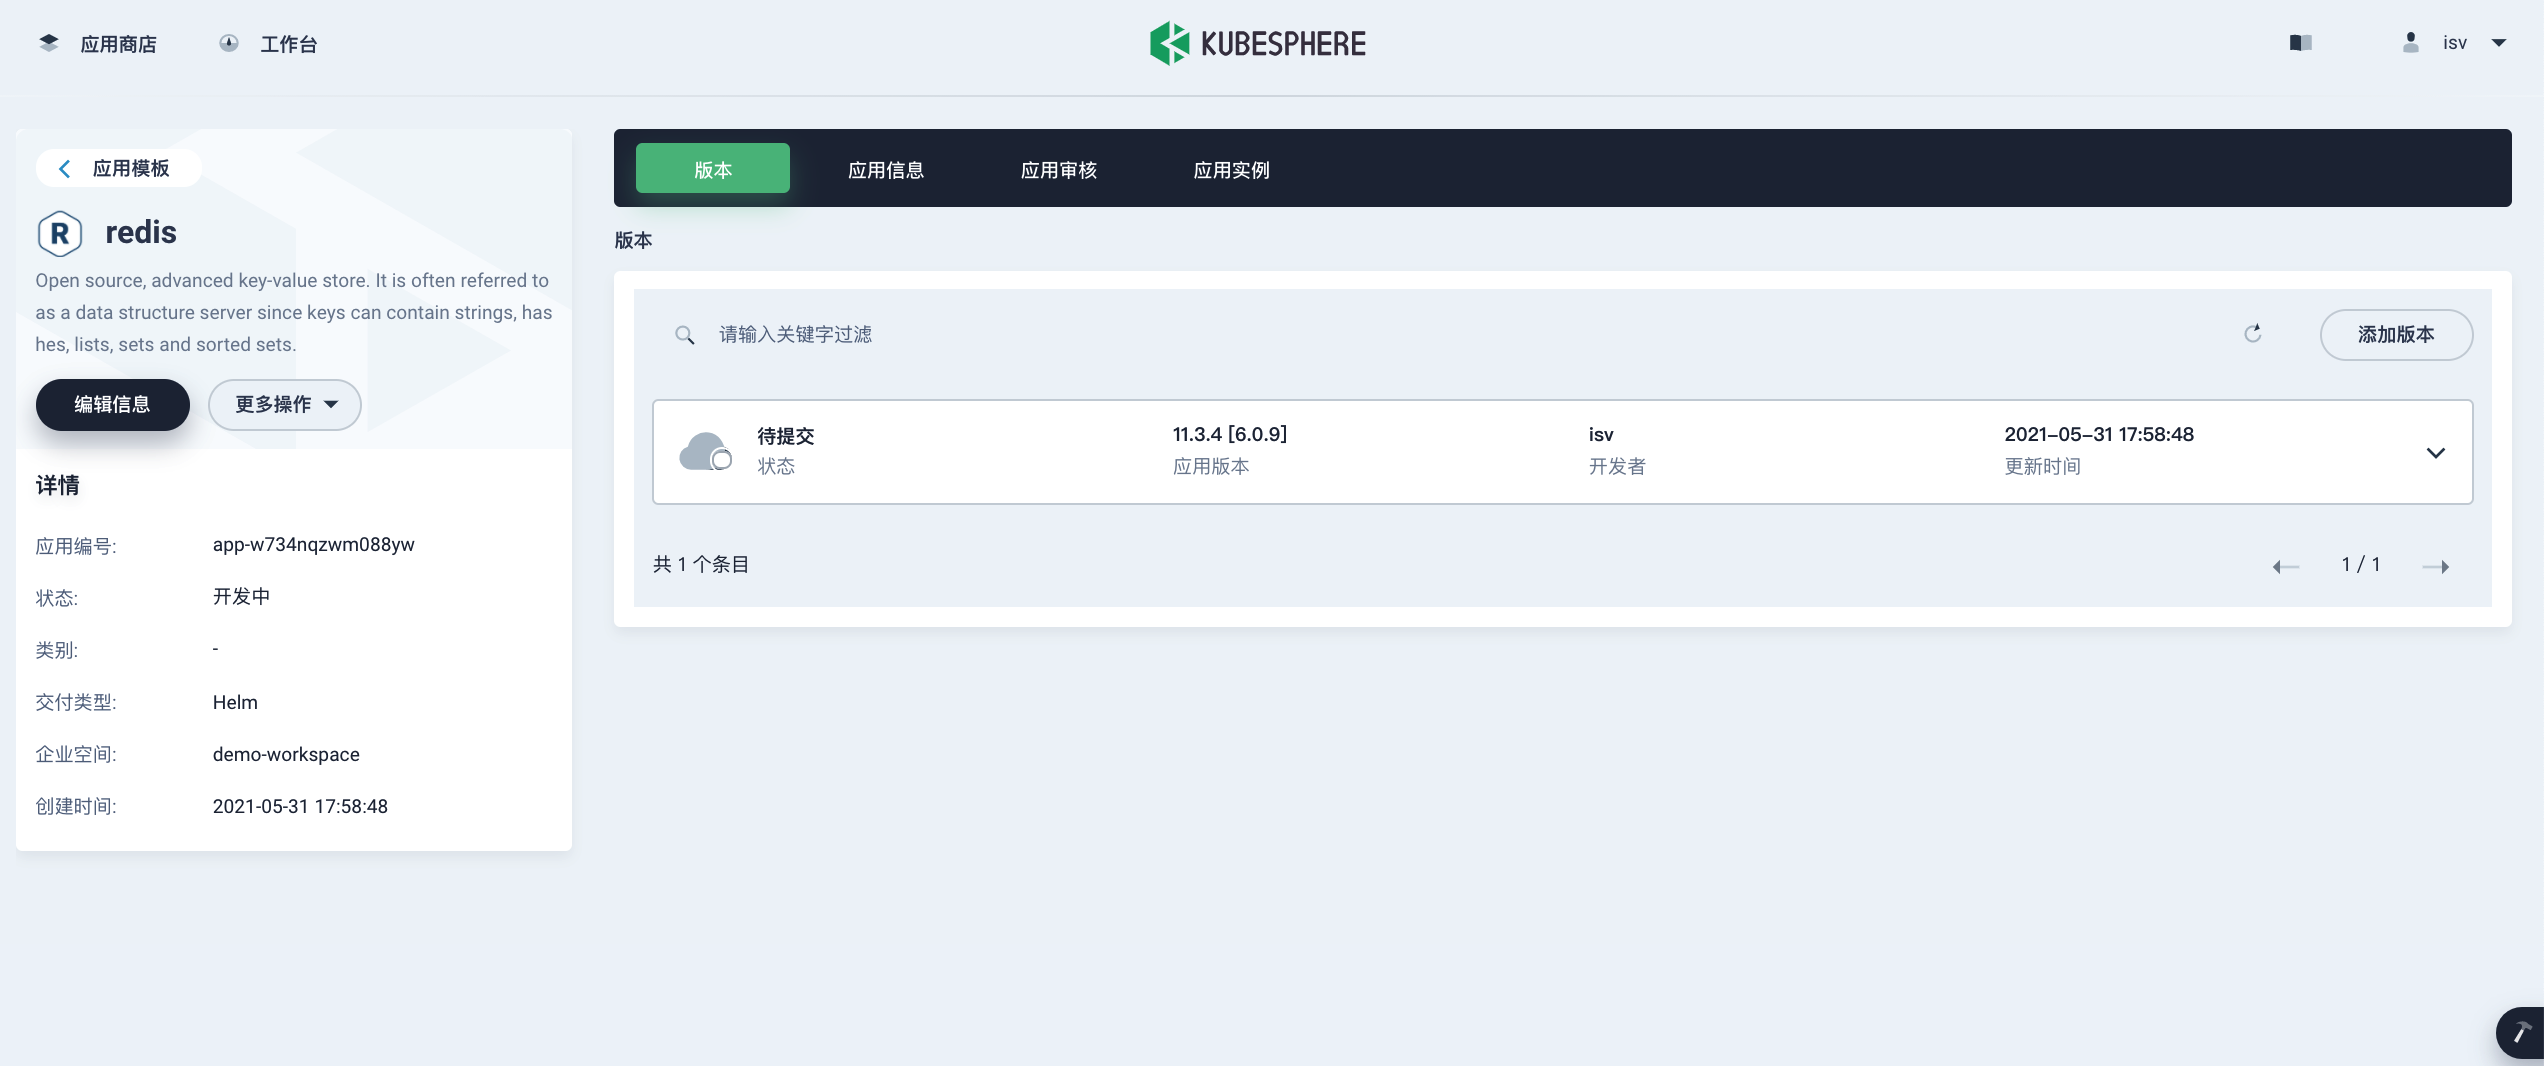 应用商店
工作台
KUBESPHERE
isv
应用模板
R
redis
Open source, advanced key-value store. It is often referred to
as a data structure server since keys can contain strings, has
hes, lists, sets and sorted sets.
编辑信息
更多操作
详情
应用编号: app-w734nqzwm088yw
状态: 开发中
类别: -
交付类型: Helm
企业空间: demo-workspace
创建时间: 2021-05-31 17:58:48
版本
应用信息
应用审核
应用实例
版本
请输入关键字过滤
添加版本
待提交
状态
11.3.4 [6.0.9]
应用版本
isv
开发者
2021-05-31 17:58:48
更新时间
共 1 个条目
1 / 1